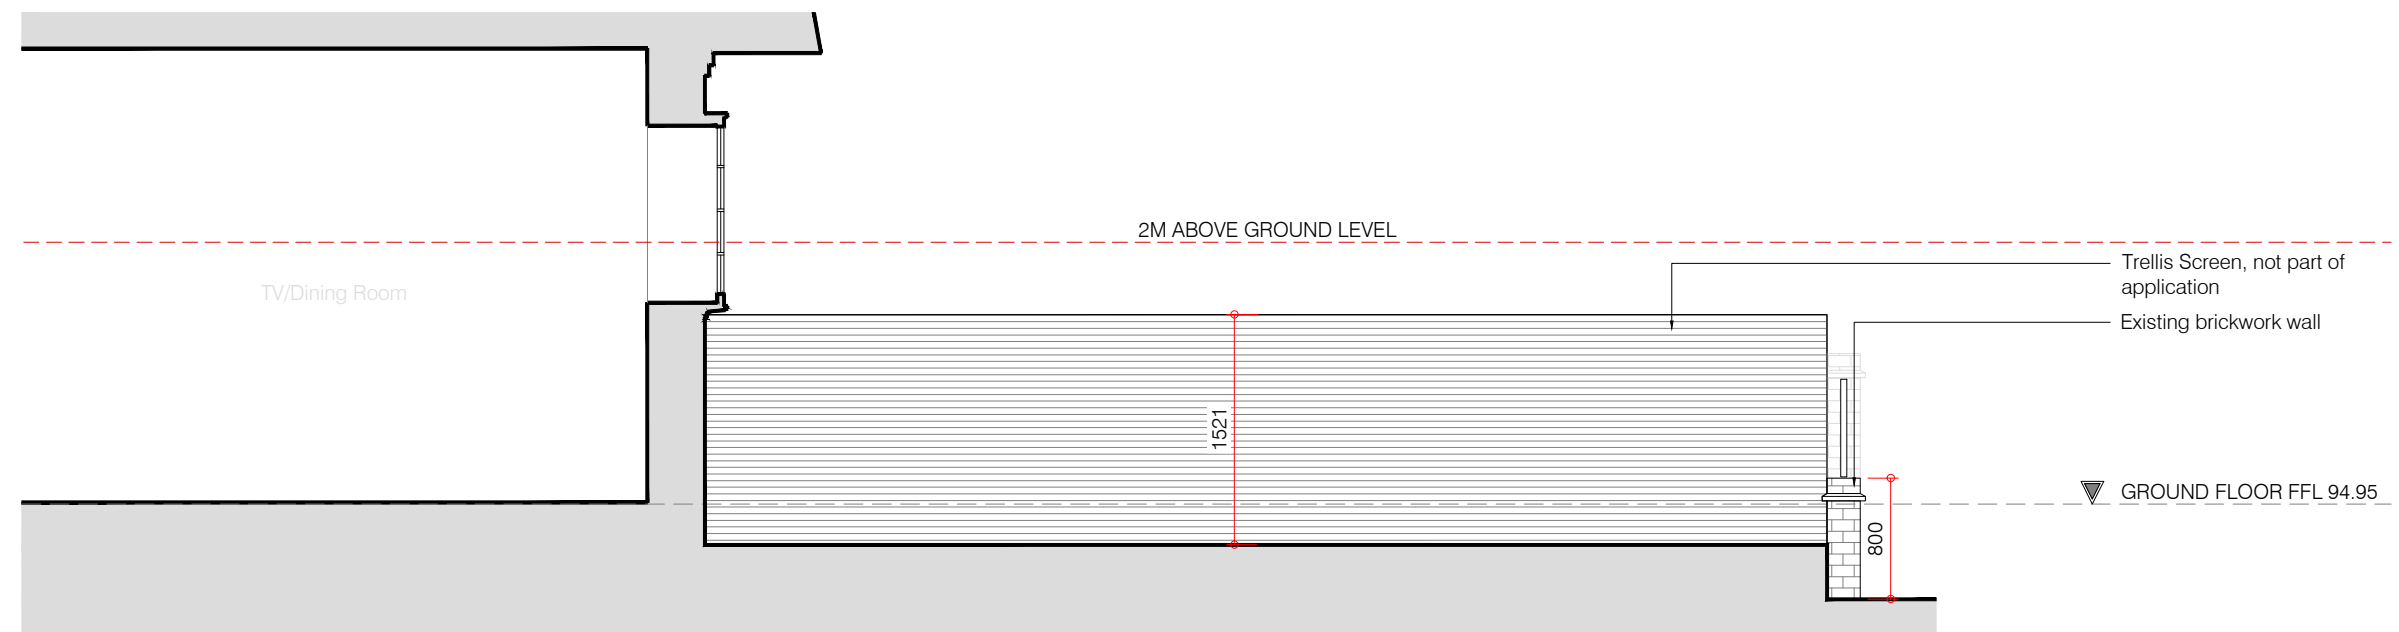 2M ABOVE GROUND LEVEL
Trellis Screen, not part of
application
TV/Dining Room
Existing brickwork wall
1521
GROUND FLOOR FFL 94.95
800